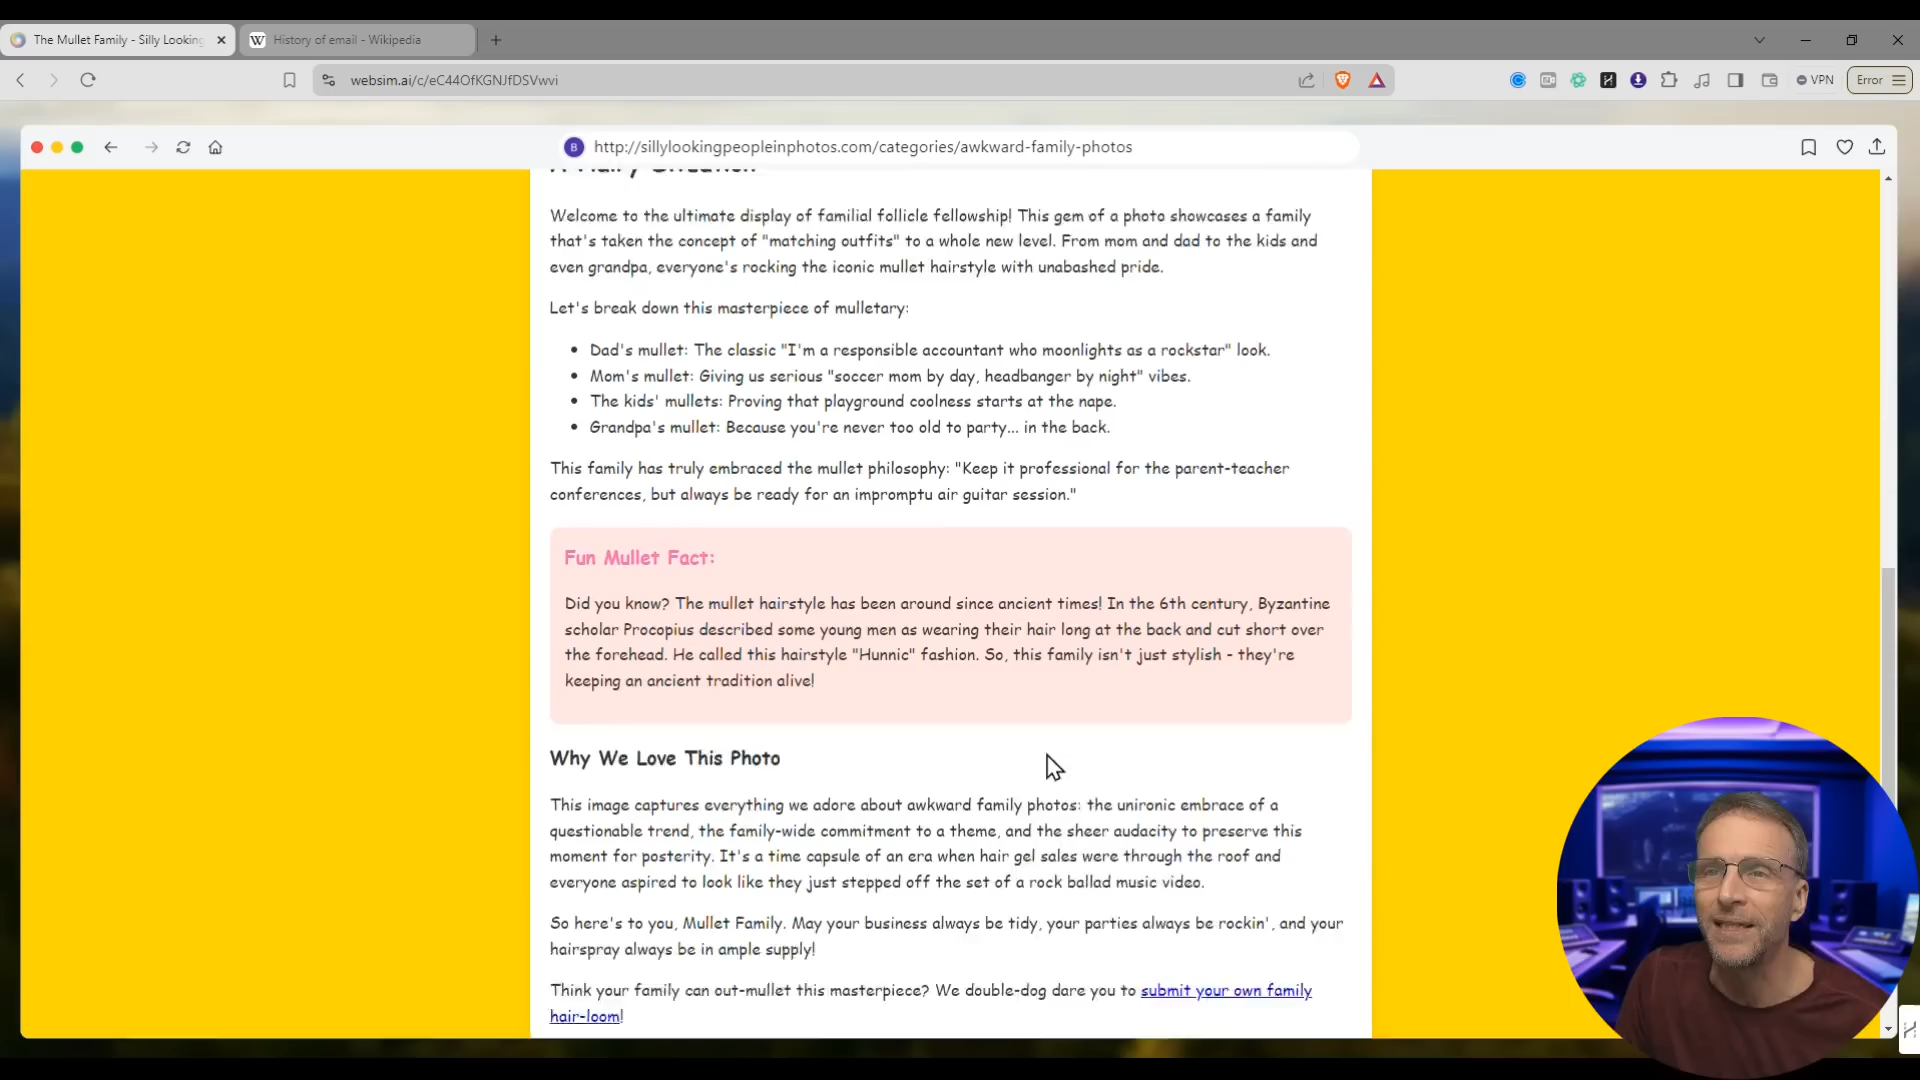 The Mullet Family - Silly Looking
History of email - Wikipedia
websim.ai/c/eC44OfKGNJfDSVwvi
VPN
Error
http://sillylookingpeopleinphotos.com/categories/awkward-family-photos
Welcome to the ultimate display of familial follicle fellowship! This gem of a photo showcases a family
that's taken the concept of "matching outfits" to a whole new level. From mom and dad to the kids and
even grandpa, everyone's rocking the iconic mullet hairstyle with unabashed pride.
Let's break down this masterpiece of mulletary:
• Dad's mullet: The classic "I'm a responsible accountant who moonlights as a rockstar" look.
• Mom's mullet: Giving us serious "soccer mom by day, headbanger by night" vibes.
• The kids' mullets: Proving that playground coolness starts at the nape.
• Grandpa's mullet: Because you're never too old to party... in the back.
This family has truly embraced the mullet philosophy: "Keep it professional for the parent-teacher
conferences, but always be ready for an impromptu air guitar session."
Fun Mullet Fact:
Did you know? The mullet hairstyle has been around since ancient times! In the 6th century, Byzantine
scholar Procopius described some young men as wearing their hair long at the back and cut short over
the forehead. He called this hairstyle "Hunnic" fashion. So, this family isn't just stylish - they're
keeping an ancient tradition alive!
Why We Love This Photo
This image captures everything we adore about awkward family photos: the unironic embrace of a
questionable trend, the family-wide commitment to a theme, and the sheer audacity to preserve this
moment for posterity. It's a time capsule of an era when hair gel sales were through the roof and
everyone aspired to look like they just stepped off the set of a rock ballad music video.
So here's to you, Mullet Family. May your business always be tidy, your parties always be rockin', and your
hairspray always be in ample supply!
Think your family can out-mullet this masterpiece? We double-dog dare you to submit your own family
hair-loom!